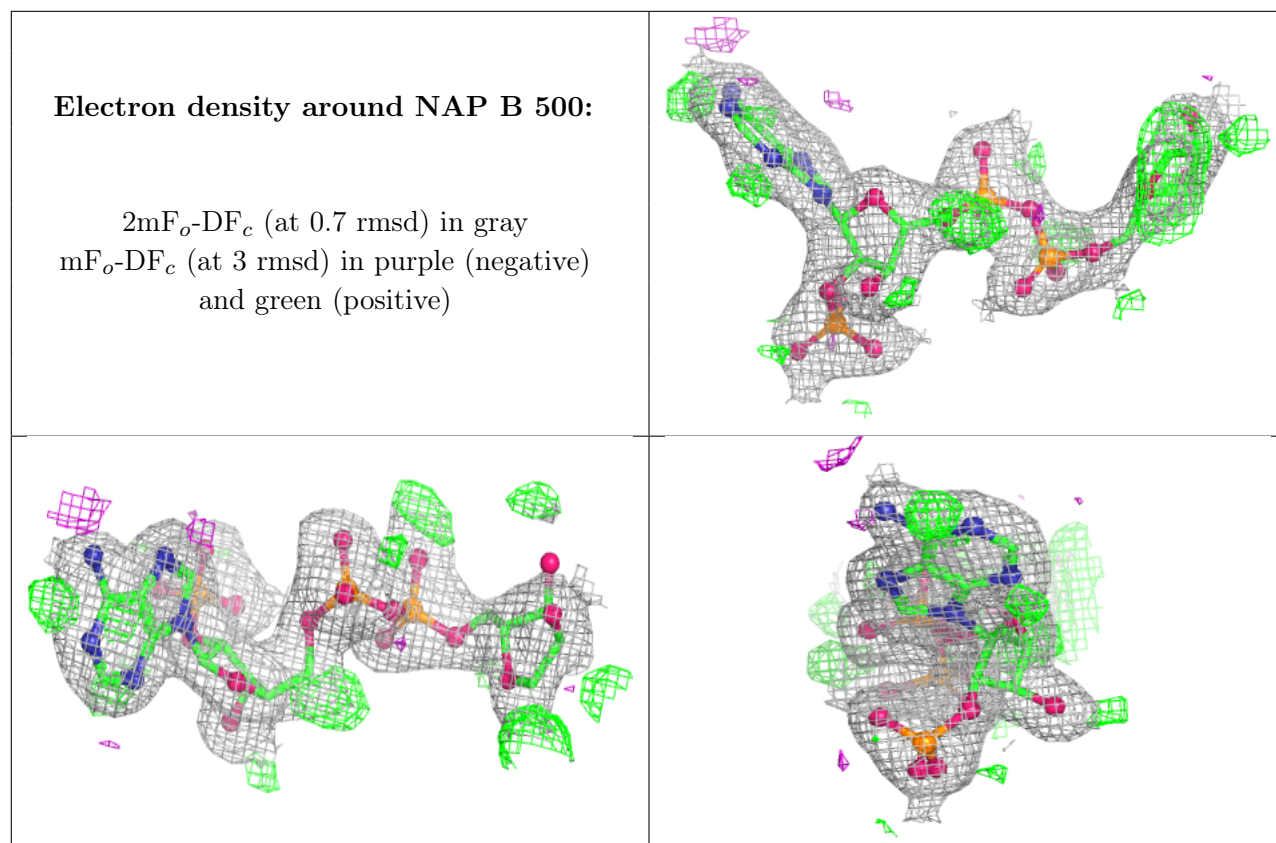 Electron density around NAP B 500:
2mFo-DFc (at 0.7 rmsd) in gray
mFo-DFc (at 3 rmsd) in purple (negative)
and green (positive)